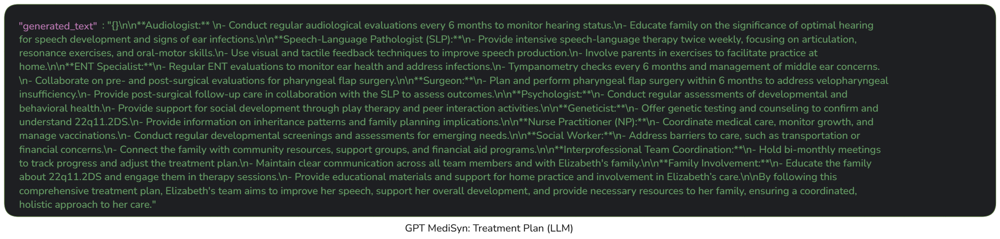 "generated_text" : "{}\n\n**Audiologist:** \n- Conduct regular audiological evaluations every 6 months to monitor hearing status.\n- Educate family on the significance of optimal hearing
for speech development and signs of ear infections.\n\n**Speech-Language Pathologist (SLP):**\n- Provide intensive speech-language therapy twice weekly, focusing on articulation,
resonance exercises, and oral-motor skills.\n- Use visual and tactile feedback techniques to improve speech production.\n- Involve parents in exercises to facilitate practice at
home.\n\n**ENT Specialist:**\n- Regular ENT evaluations to monitor ear health and address infections.\n- Tympanometry checks every 6 months and management of middle ear concerns.
\n- Collaborate on pre- and post-surgical evaluations for pharyngeal flap surgery.\n\n**Surgeon:**\n- Plan and perform pharyngeal flap surgery within 6 months to address velopharyngeal
insufficiency.\n- Provide post-surgical follow-up care in collaboration with the SLP to assess outcomes.\n\n**Psychologist:**\n- Conduct regular assessments of developmental and
behavioral health.\n- Provide support for social development through play therapy and peer interaction activities.\n\n**Geneticist:**\n- Offer genetic testing and counseling to confirm and
understand 22q11.2DS.\n- Provide information on inheritance patterns and family planning implications.\n\n**Nurse Practitioner (NP):**\n- Coordinate medical care, monitor growth, and
manage vaccinations.\n- Conduct regular developmental screenings and assessments for emerging needs.\n\n**Social Worker:**\n- Address barriers to care, such as transportation or
financial concerns.\n- Connect the family with community resources, support groups, and financial aid programs.\n\n**Interprofessional Team Coordination:**\n- Hold bi-monthly meetings
to track progress and adjust the treatment plan.\n- Maintain clear communication across all team members and with Elizabeth's family.\n\n**Family Involvement:**\n- Educate the family
about 22q11.2DS and engage them in therapy sessions.\n- Provide educational materials and support for home practice and involvement in Elizabeth’s care.\n\nBy following this
comprehensive treatment plan, Elizabeth's team aims to improve her speech, support her overall development, and provide necessary resources to her family, ensuring a coordinated,
holistic approach to her care."
GPT MediSyn: Treatment Plan (LLM)